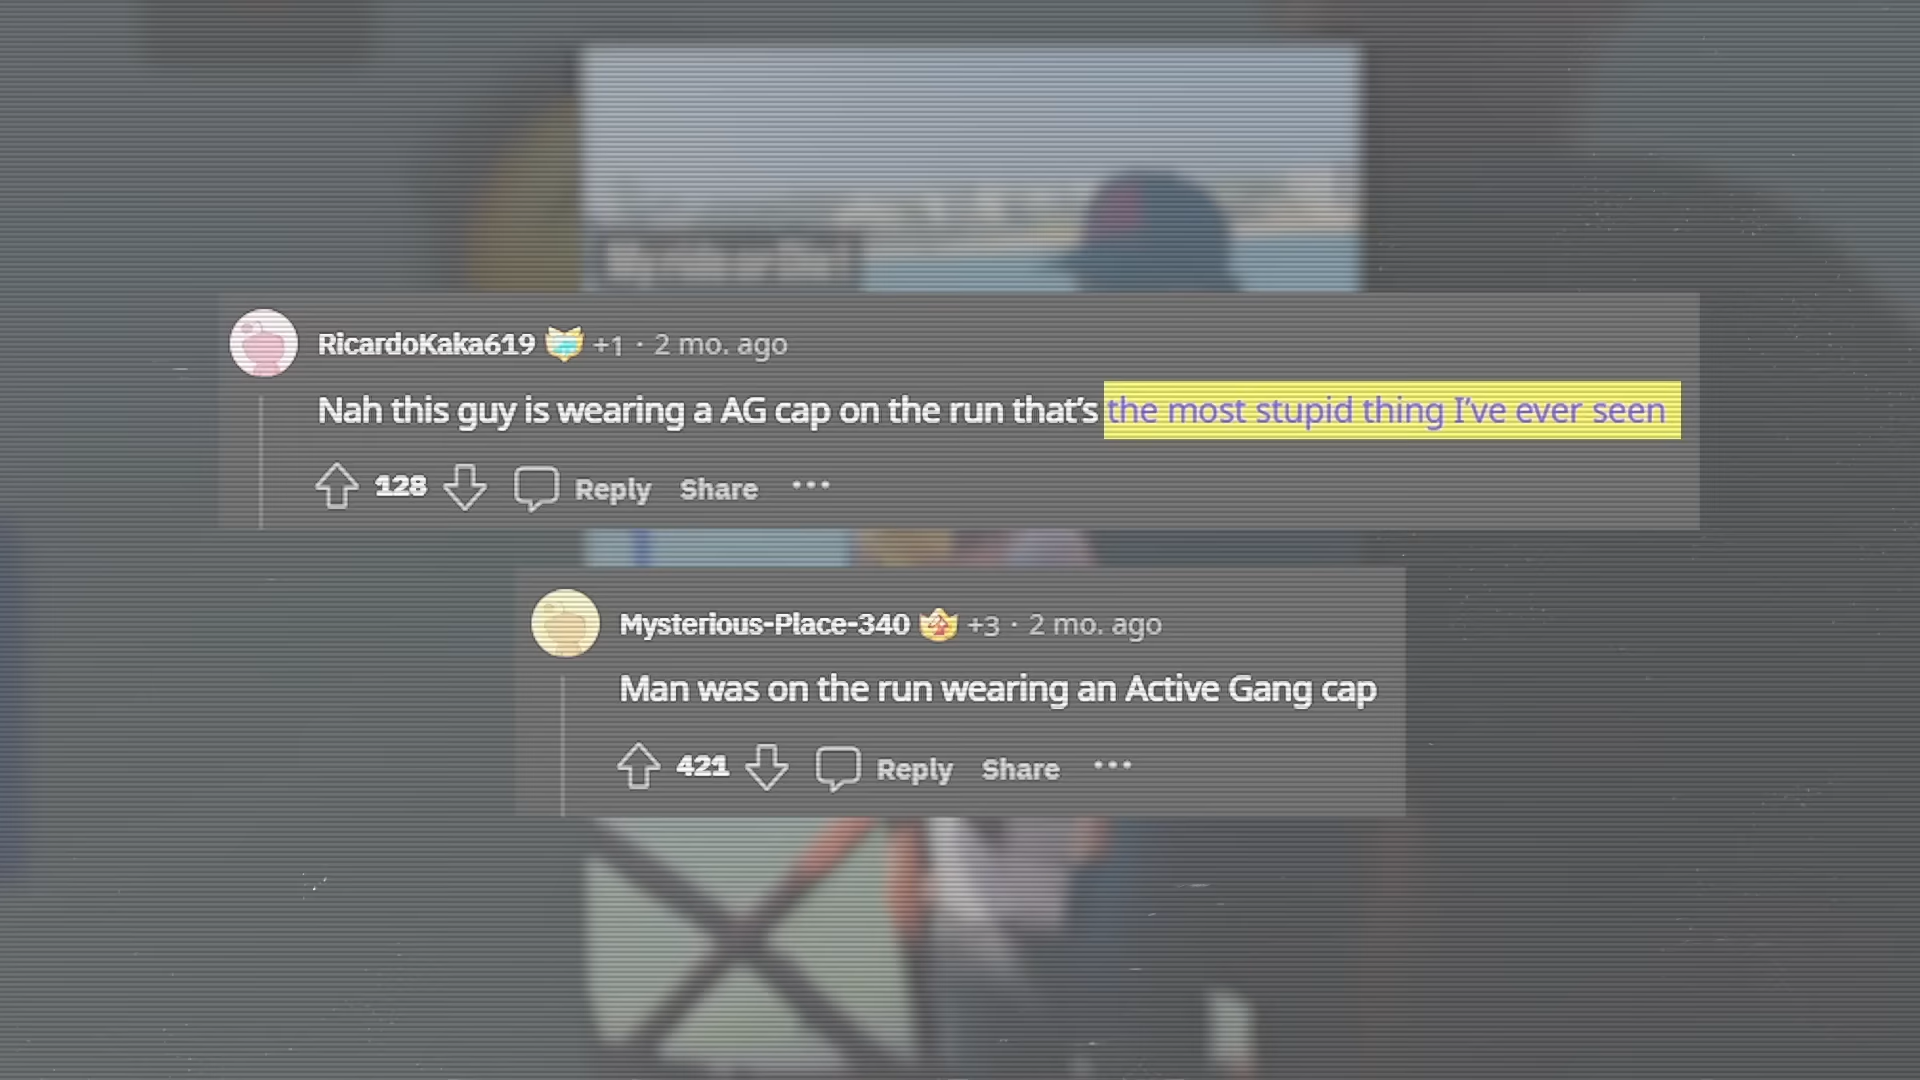 RicardoKaka619 +1 · 2 mo. ago
Nah this guy is wearing a AG cap on the run that's the most stupid thing I've ever seen
128 Reply Share ···
Mysterious-Place-340 +3 · 2 mo. ago
Man was on the run wearing an Active Gang cap
421 Reply Share ···